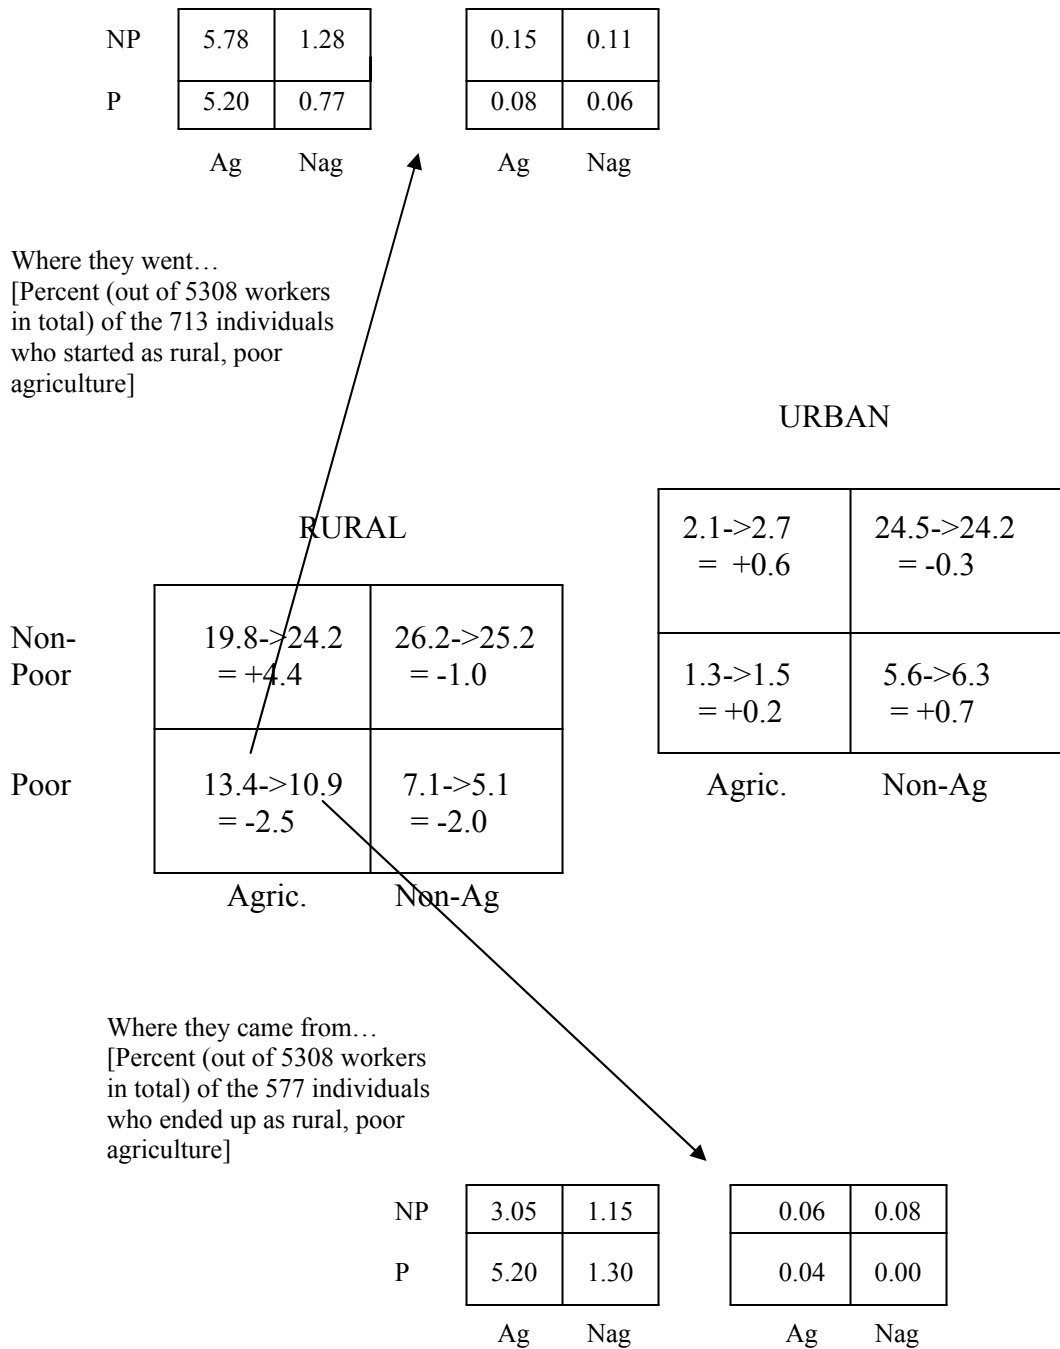 NP 5.78 1.28 0.15 0.11
P 5.20 0.77 0.08 0.06
Ag Nag Ag Nag
Where they went…
[Percent (out of 5308 workers
in total) of the 713 individuals
who started as rural, poor
agriculture]
URBAN
2.1->2.7 24.5->24.2
= +0.6 = -0.3
1.3->1.5 5.6->6.3
= +0.2 = +0.7
Agric. Non-Ag
RURAL
Non- 19.8->24.2 26.2->25.2
Poor = +4.4 = -1.0
Poor 13.4->10.9 7.1->5.1
= -2.5 = -2.0
Agric. Non-Ag
Where they came from…
[Percent (out of 5308 workers
in total) of the 577 individuals
who ended up as rural, poor
agriculture]
NP 3.05 1.15 0.06 0.08
P 5.20 1.30 0.04 0.00
Ag Nag Ag Nag